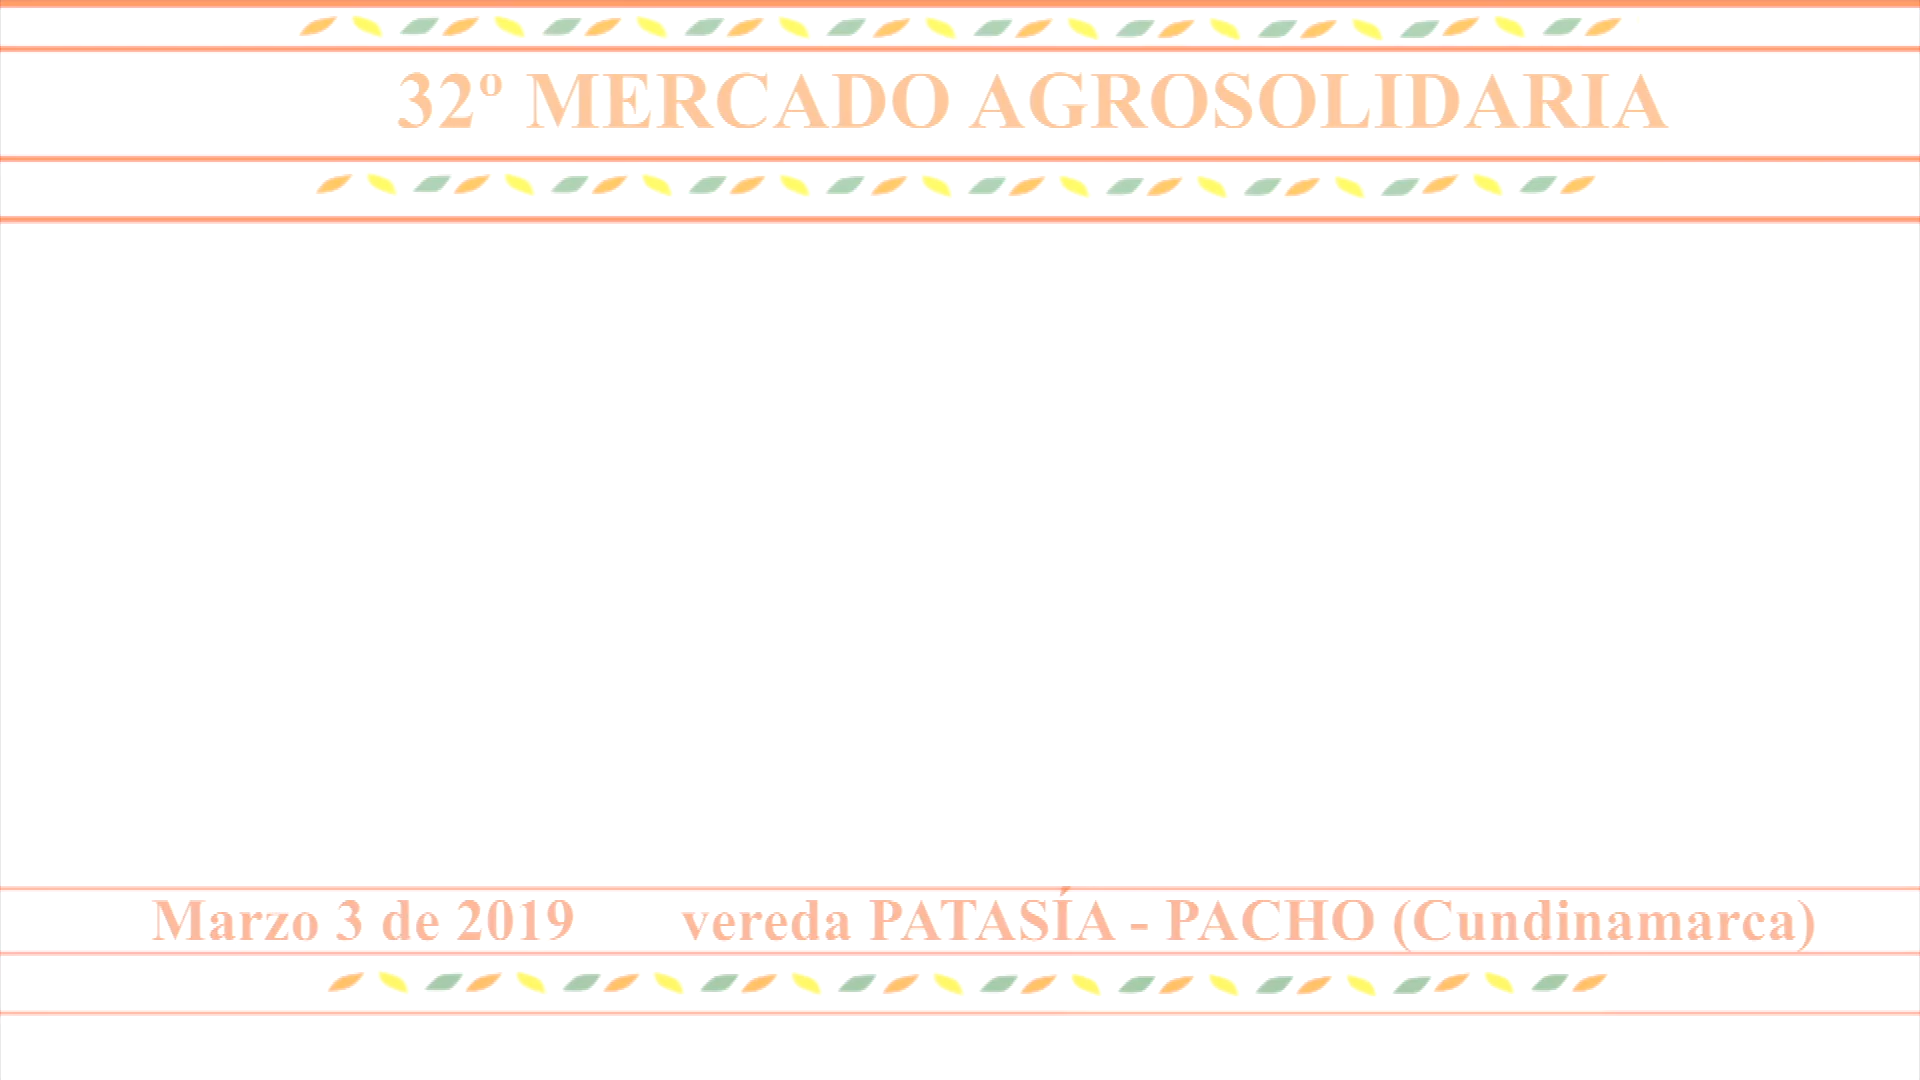 32º MERCADO AGROSOLIDARIA
Marzo 3 de 2019 vereda PATASÍA - PACHO (Cundinamarca)